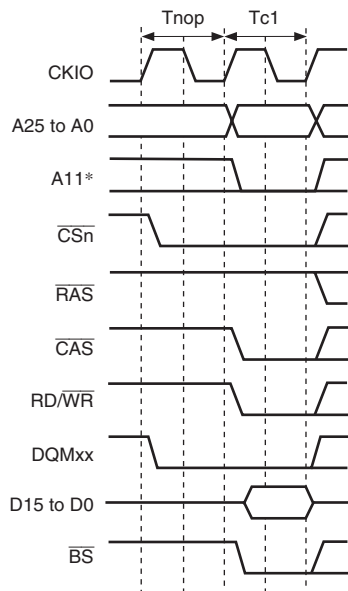 Tnop Tc1
CKIO
A25 to A0
A11*
CSn
RAS
CAS
RD/WR
DQMxx
D15 to D0
BS